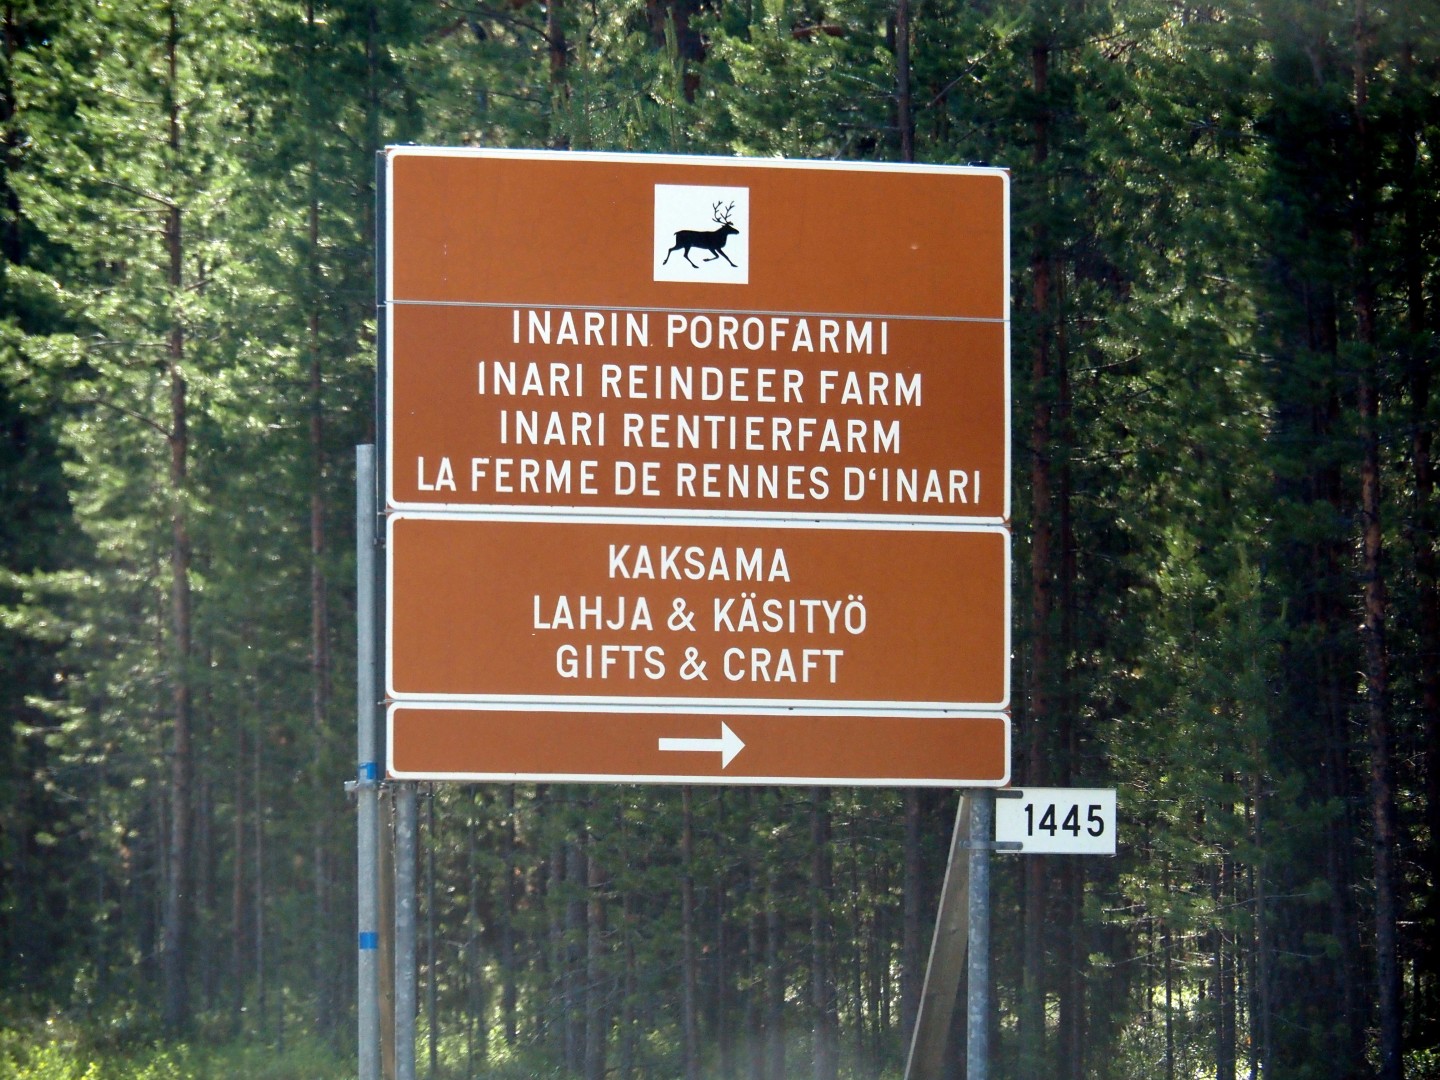 INARIN POROFARMI
INARI REINDEER FARM
INARI RENTIERFARM
LA FERME DE RENNES D‘INARI
KAKSAMA
LAHJA & KÄSITYÖ
GIFTS & CRAFT
1445